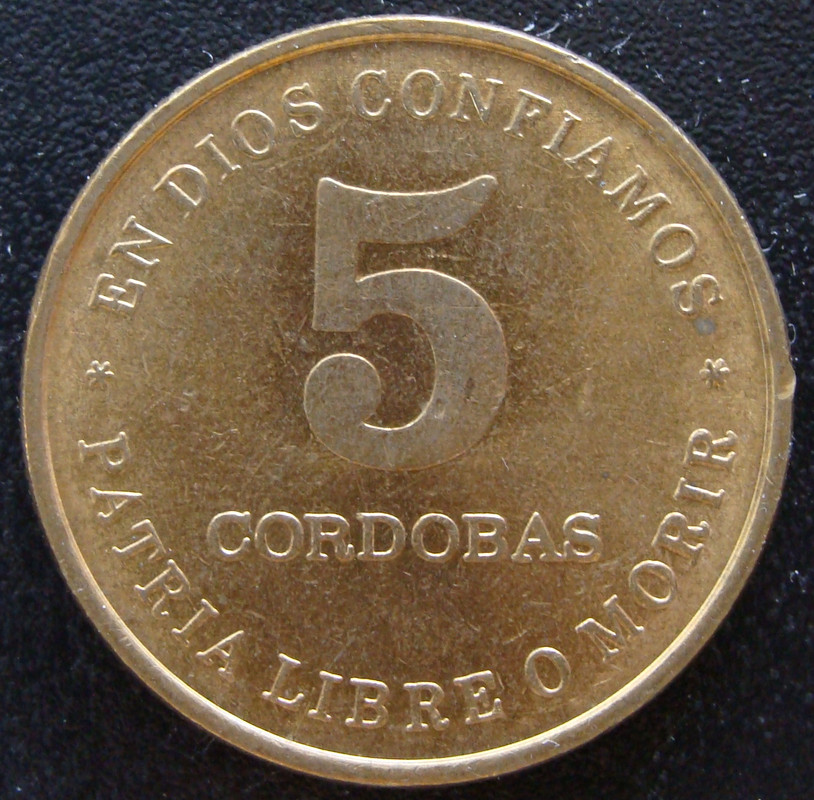 EN DIOS CONFIAMOS
5
CORDOBAS
* PATRIA LIBRE O MORIR *